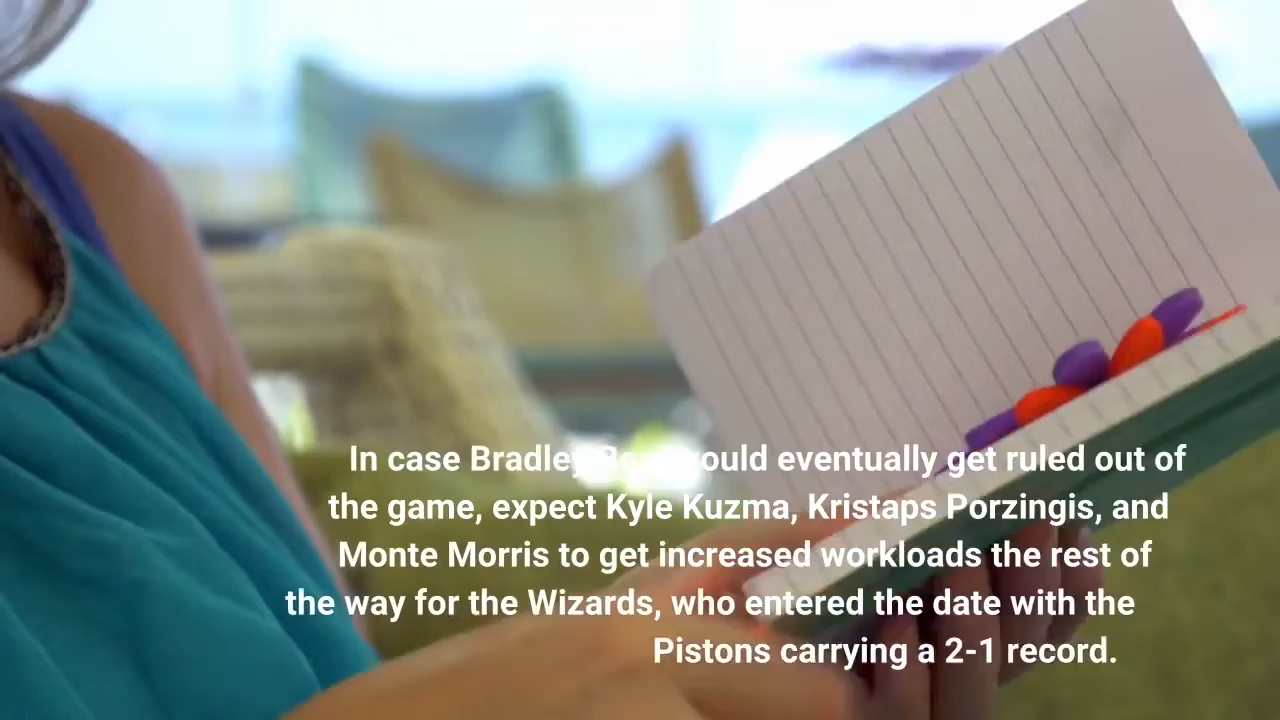 In case Bradley would eventually get ruled out of
the game, expect Kyle Kuzma, Kristaps Porzingis, and
Monte Morris to get increased workloads the rest of
the way for the Wizards, who entered the date with the
Pistons carrying a 2-1 record.